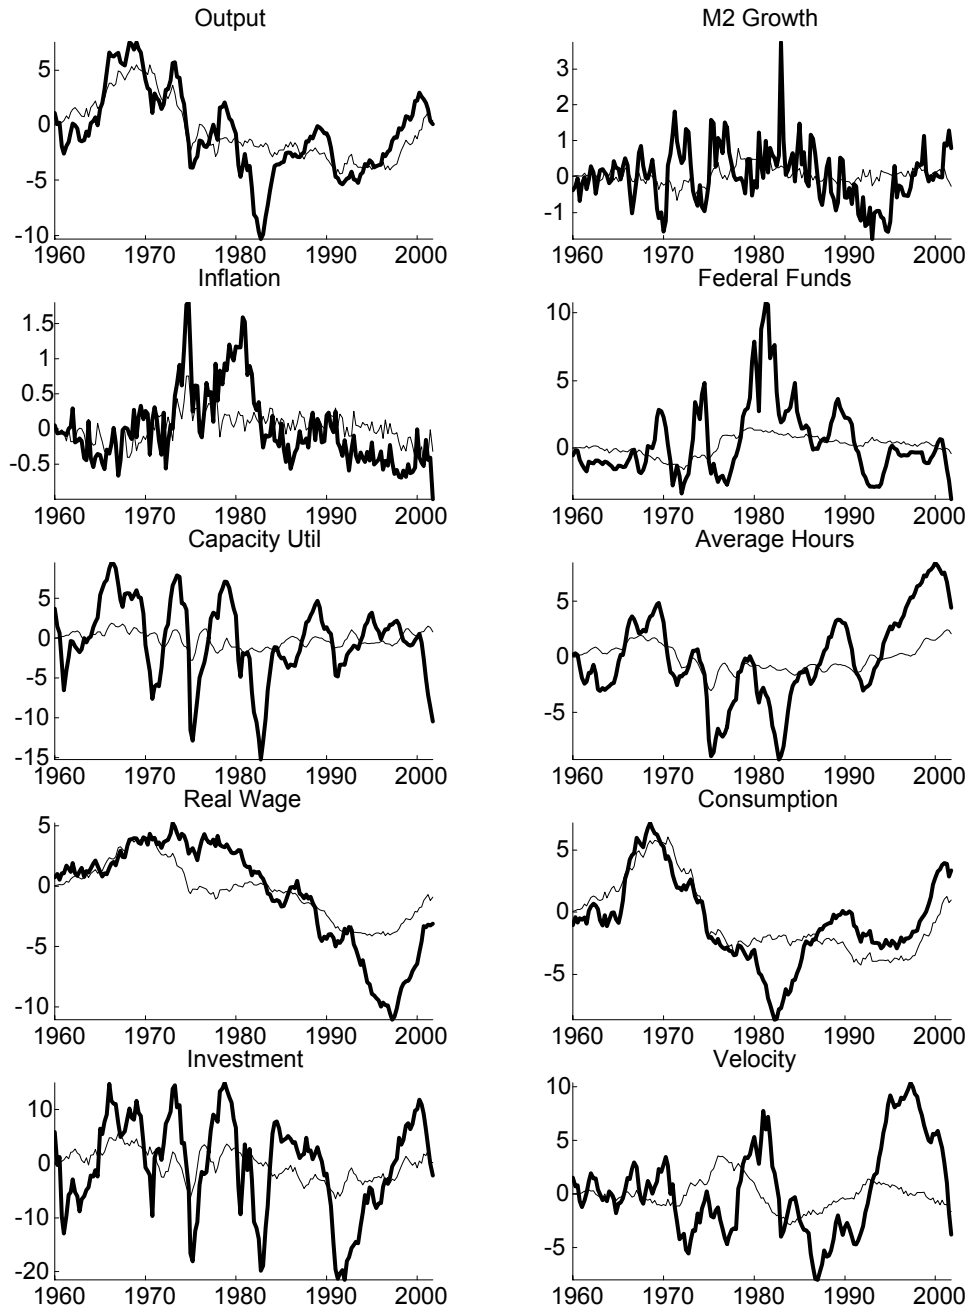 Output
5
0
-5
-10
1960 1970 1980 1990 2000
M2 Growth
3
2
1
0
-1
1960 1970 1980 1990 2000
Inflation
1.5
1
0.5
0
-0.5
1960 1970 1980 1990 2000
Federal Funds
10
5
0
1960 1970 1980 1990 2000
Capacity Util
5
0
-5
-10
-15
1960 1970 1980 1990 2000
Average Hours
5
0
-5
1960 1970 1980 1990 2000
Real Wage
5
0
-5
-10
1960 1970 1980 1990 2000
Consumption
5
0
-5
1960 1970 1980 1990 2000
Investment
10
0
-10
-20
1960 1970 1980 1990 2000
Velocity
10
5
0
-5
1960 1970 1980 1990 2000